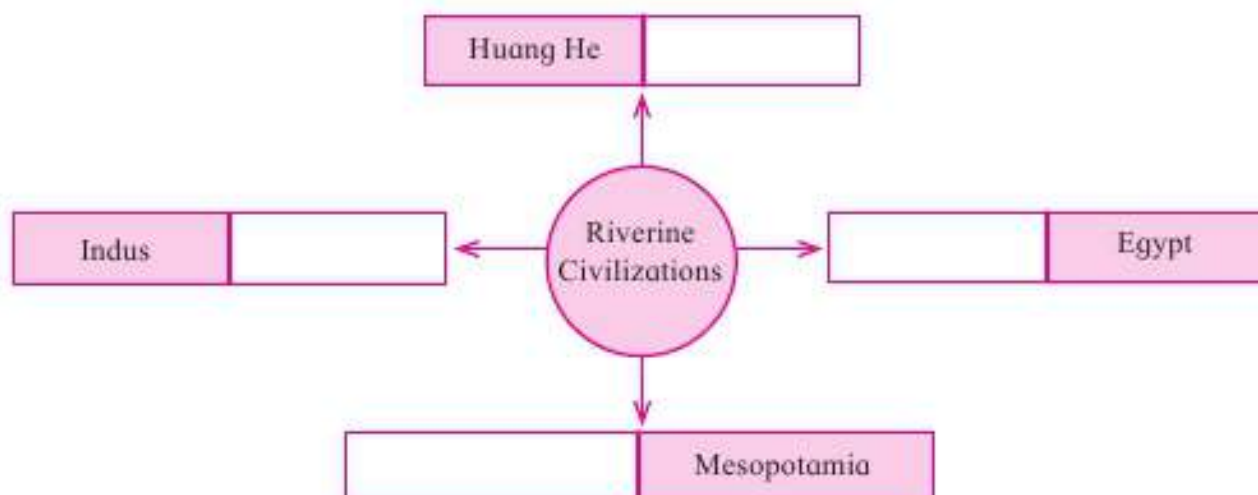 Huang He
Indus
Riverine
Civilizations
Egypt
Mesopotamia